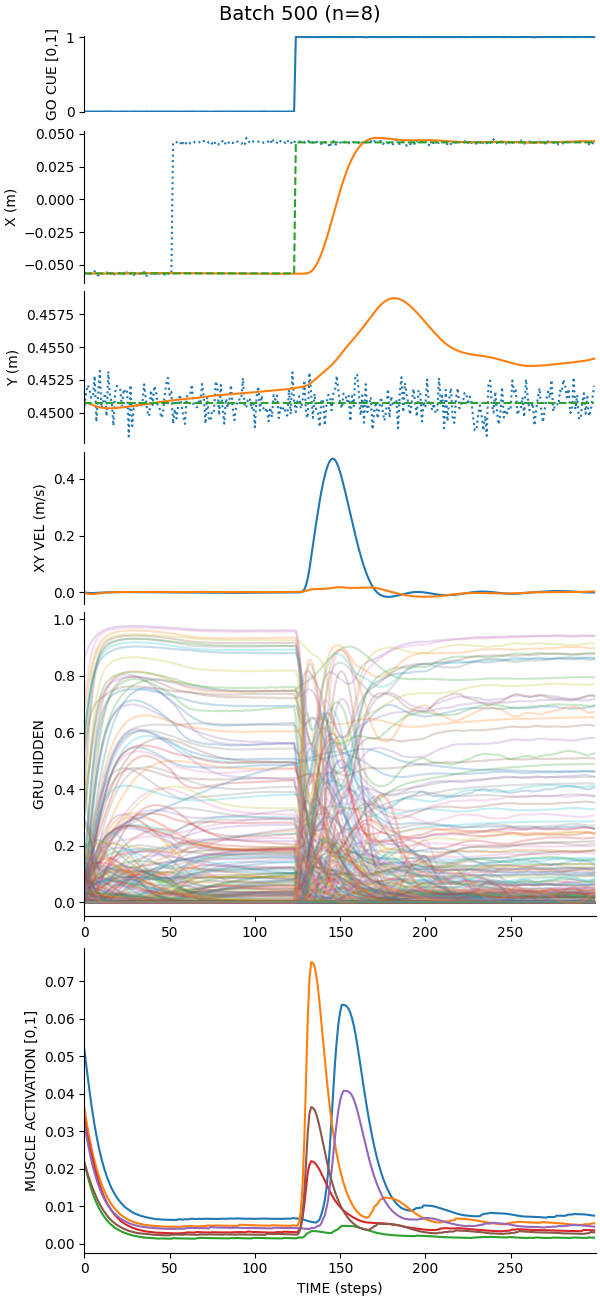 Batch 500 (n=8)
GO CUE [0,1]
1
0
X (m)
0.050
0.025
0.000
−0.025
−0.050
Y (m)
0.4575
0.4550
0.4525
0.4500
XY VEL (m/s)
0.4
0.2
0.0
GRU HIDDEN
1.0
0.8
0.6
0.4
0.2
0.0
0 50 100 150 200 250
MUSCLE ACTIVATION [0,1]
0.07
0.06
0.05
0.04
0.03
0.02
0.01
0.00
0 50 100 150 200 250
TIME (steps)